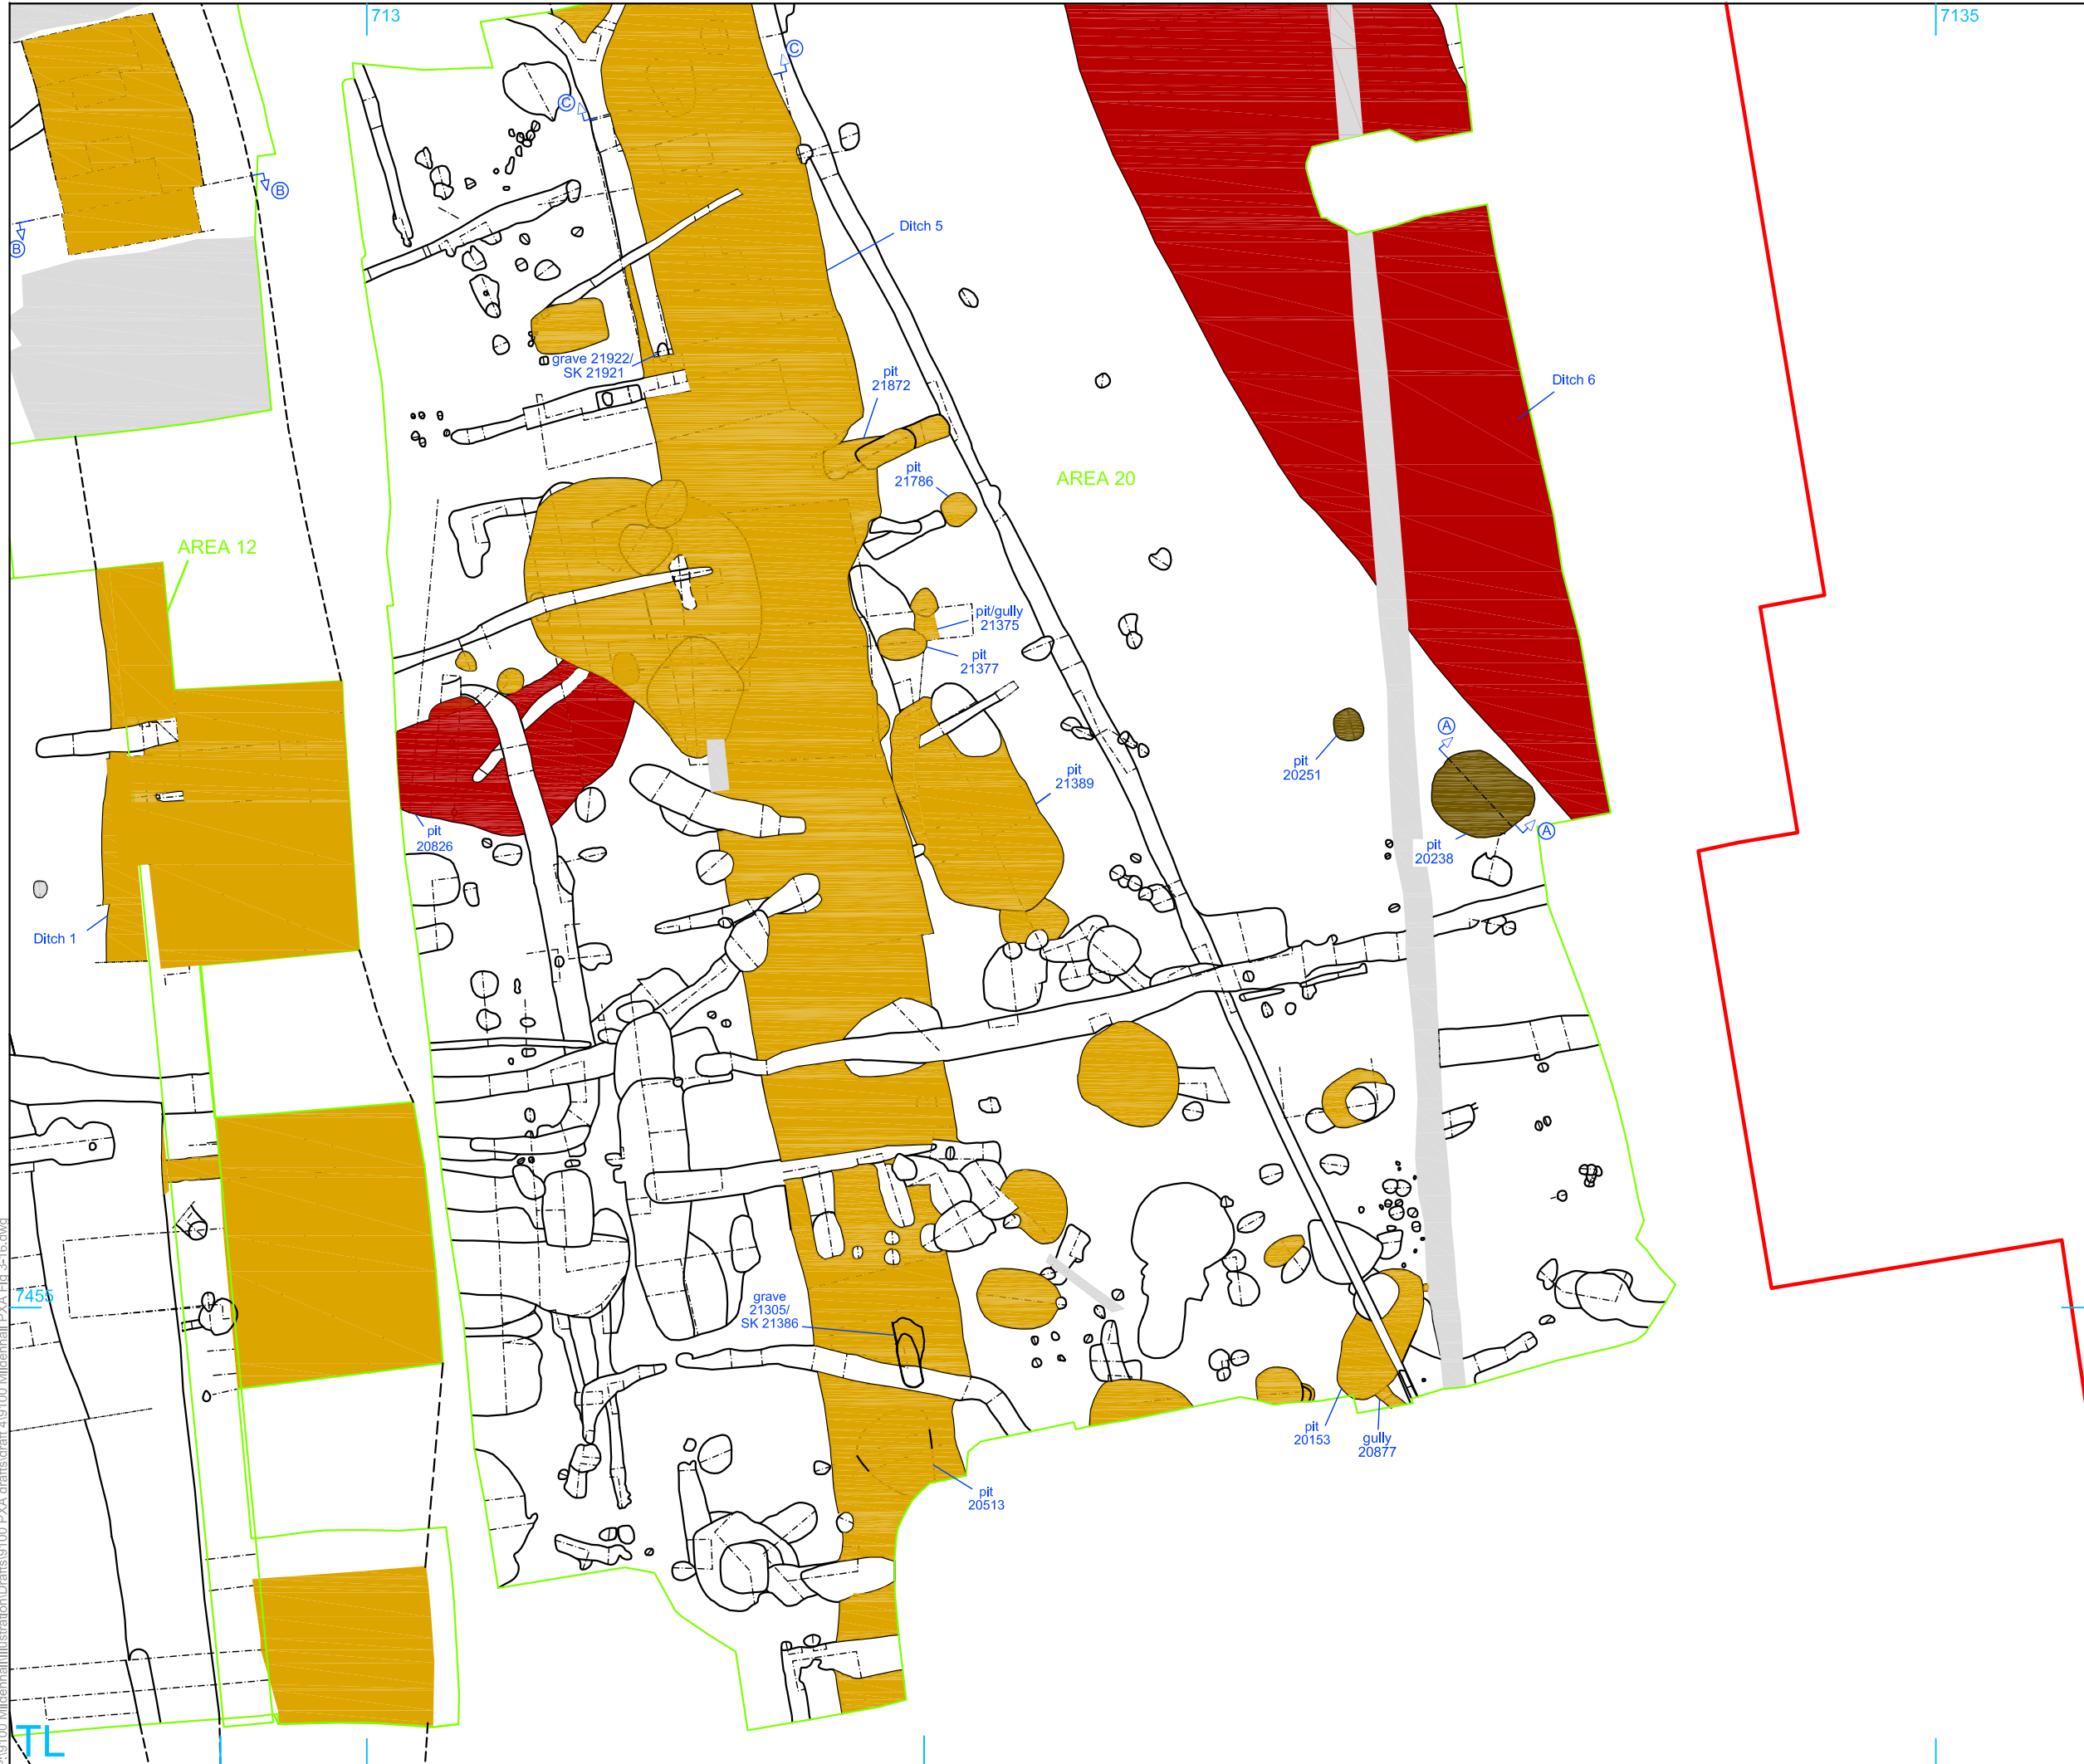 713
7135
C
C
B
B
Ditch 5
grave 21922/
SK 21921
pit
21872
Ditch 6
pit
21786
AREA 20
AREA 12
pit/gully
21375
pit
21377
A
pit
20251
pit
21389
pit
20826
A
pit
20238
Ditch 1
7455
grave
21305/
SK 21386
pit
20153
gully
20877
pit
20513
TL